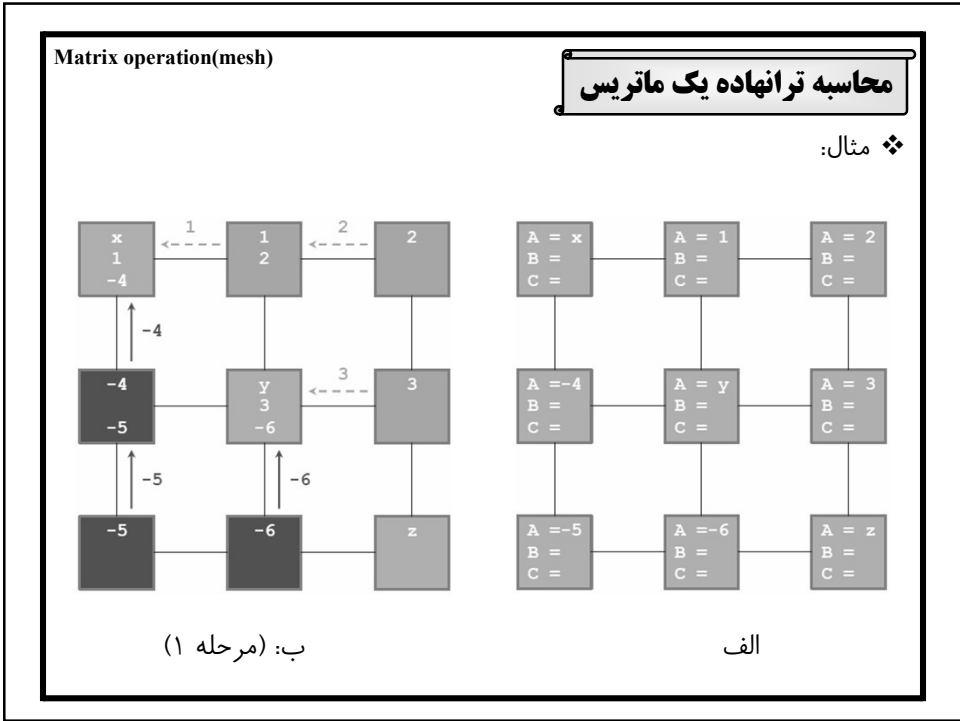 Matrix operation(mesh)
محاسبه ترانهاده یک ماتریس
❖ مثال:
1 2
x 1 2
1 2
-4
-4
-4 y 3 3
3
-5 -6
-5 -6
-5 -6 z
A = x A = 1 A = 2
B = B = B =
C = C = C =
A =-4 A = y A = 3
B = B = B =
C = C = C =
A =-5 A =-6 A = z
B = B = B =
C = C = C =
الف
ب: (مرحله ۱)